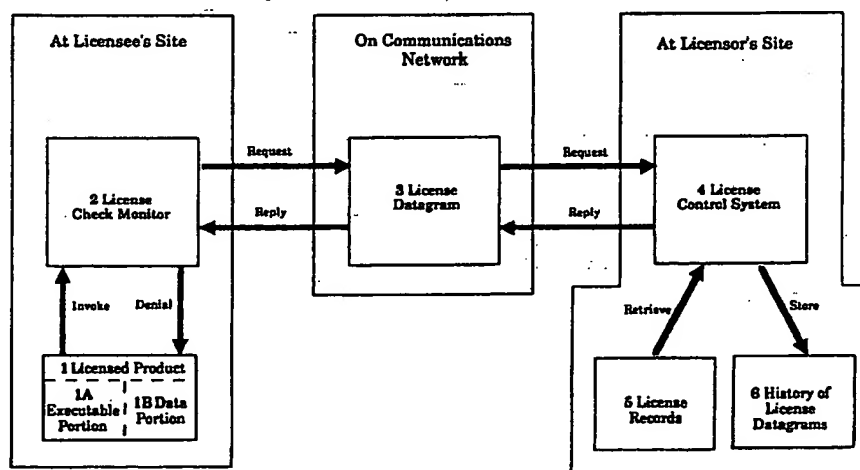 At Licensee's Site
On Communications
Network
At Licensor's Site
Request
Request
2 License
Check Monitor
3 License
Datagram
4 License
Control System
Reply
Reply
Invoke
Denial
Retrieve
Store
1 Licensed Product
1A
Executable
Portion
1B Data
Portion
5 License
Records
6 History of
License
Datagrams